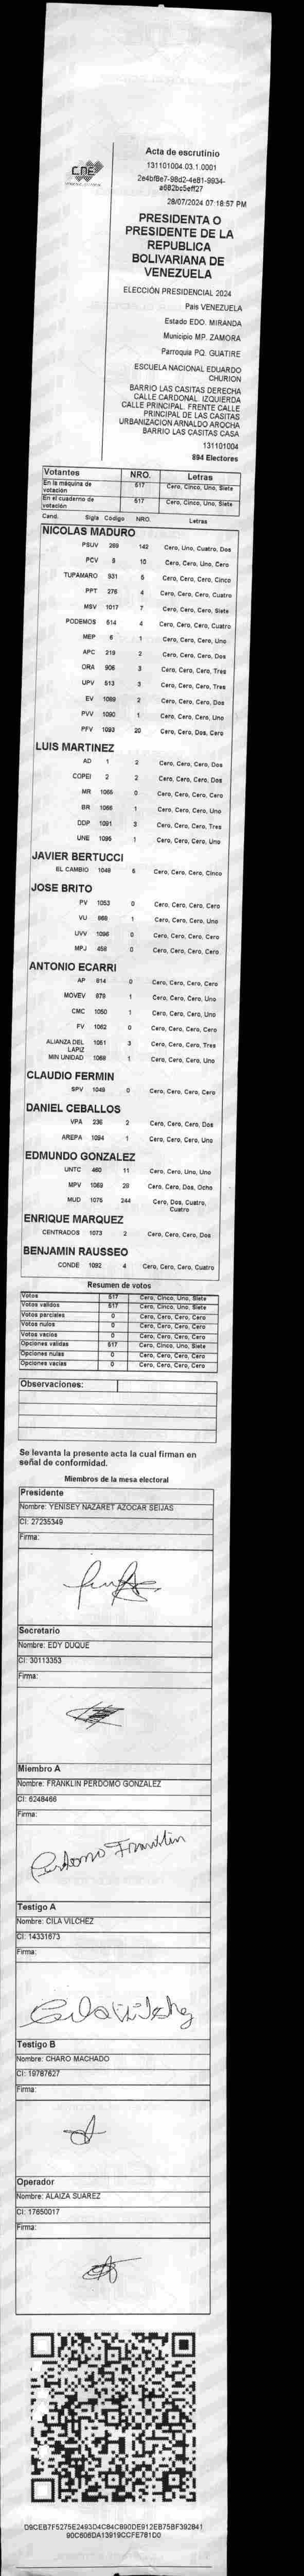 CNE
Acta de escrutinio
131101004.03.1.0001
2e4bf8e7-98d2-4e81-9934-
a682bc5eff27
28/07/2024 07:18:57 PM
PRESIDENTA O
PRESIDENTE DE LA
REPUBLICA
BOLIVARIANA DE
VENEZUELA
ELECCIÓN PRESIDENCIAL 2024
Pais VENEZUELA
Estado EDO. MIRANDA
Municipio MP. ZAMORA
Parroquia PQ. GUATIRE
ESCUELA NACIONAL EDUARDO
CHURION
BARRIO LAS CASITAS DERECHA
CALLE CARDONAL. IZQUIERDA
CALLE PRINCIPAL. FRENTE CALLE
PRINCIPAL DE LAS CASITAS
URBANIZACION ARNALDO AROCHA
BARRIO LAS CASITAS CASA
131101004
894 Electores
Votantes NRO. Letras
En la máquina de votación 517 Cero, Cinco, Uno, Siete
En el cuaderno de votación 517 Cero, Cinco, Uno, Siete
Cand. Sigla Código NRO. Letras
NICOLAS MADURO
PSUV 269 142 Cero, Uno, Cuatro, Dos
PCV 5 10 Cero, Cero, Uno, Cero
TUPAMARO 931 5 Cero, Cero, Cero, Cinco
PPT 276 4 Cero, Cero, Cero, Cuatro
MSV 1017 7 Cero, Cero, Cero, Siete
PODEMOS 514 4 Cero, Cero, Cero, Cuatro
MEP 6 1 Cero, Cero, Cero, Uno
APC 219 2 Cero, Cero, Cero, Dos
ORA 906 3 Cero, Cero, Cero, Tres
UPV 513 3 Cero, Cero, Cero, Tres
EV 1089 2 Cero, Cero, Cero, Dos
PVV 1090 1 Cero, Cero, Cero, Uno
PFV 1093 20 Cero, Cero, Dos, Cero
LUIS MARTINEZ
AD 1 2 Cero, Cero, Cero, Dos
COPEI 2 2 Cero, Cero, Cero, Dos
MR 1065 0 Cero, Cero, Cero, Cero
BR 1066 1 Cero, Cero, Cero, Uno
DDP 1091 3 Cero, Cero, Cero, Tres
UNE 1095 1 Cero, Cero, Cero, Uno
JAVIER BERTUCCI
EL CAMBIO 1048 5 Cero, Cero, Cero, Cinco
JOSE BRITO
PV 1053 0 Cero, Cero, Cero, Cero
VU 868 1 Cero, Cero, Cero, Uno
UVV 1096 0 Cero, Cero, Cero, Cero
MPJ 458 0 Cero, Cero, Cero, Cero
ANTONIO ECARRI
AP 814 0 Cero, Cero, Cero, Cero
MOVEV 879 1 Cero, Cero, Cero, Uno
CMC 1050 1 Cero, Cero, Cero, Uno
FV 1062 0 Cero, Cero, Cero, Cero
ALIANZA DEL LAPIZ 1051 3 Cero, Cero, Cero, Tres
MIN UNIDAD 1068 1 Cero, Cero, Cero, Uno
CLAUDIO FERMIN
SPV 1049 0 Cero, Cero, Cero, Cero
DANIEL CEBALLOS
VPA 236 2 Cero, Cero, Cero, Dos
AREPA 1094 1 Cero, Cero, Cero, Uno
EDMUNDO GONZALEZ
UNTC 460 11 Cero, Cero, Uno, Uno
MPV 1069 28 Cero, Cero, Dos, Ocho
MUD 1075 244 Cero, Dos, Cuatro, Cuatro
ENRIQUE MARQUEZ
CENTRADOS 1073 2 Cero, Cero, Cero, Dos
BENJAMIN RAUSSEO
CONDE 1092 4 Cero, Cero, Cero, Cuatro
Resumen de votos
Votos 517 Cero, Cinco, Uno, Siete
Votos validos 517 Cero, Cinco, Uno, Siete
Votos parciales 0 Cero, Cero, Cero, Cero
Votos nulos 0 Cero, Cero, Cero, Cero
Votos vacios 0 Cero, Cero, Cero, Cero
Opciones validas 517 Cero, Cinco, Uno, Siete
Opciones nulas 0 Cero, Cero, Cero, Cero
Opciones vacias 0 Cero, Cero, Cero, Cero
Observaciones:
Se levanta la presente acta la cual firman en
señal de conformidad.
Miembros de la mesa electoral
Presidente
Nombre: YENISEY NAZARET AZOCAR SEIJAS
CI: 27235349
Firma:
Secretario
Nombre: EDY DUQUE
CI: 30113353
Firma:
Miembro A
Nombre: FRANKLIN PERDOMO GONZALEZ
CI: 6248466
Firma:
Perdomo Franklin
Testigo A
Nombre: CILA VILCHEZ
CI: 14331673
Firma:
Testigo B
Nombre: CHARO MACHADO
CI: 19787627
Firma:
Operador
Nombre: ALAIZA SUAREZ
CI: 17650017
Firma:
D9CEB7F5275E2493D4C84C890DE912EB75BF392841
90C606DA13919CCFE781D0